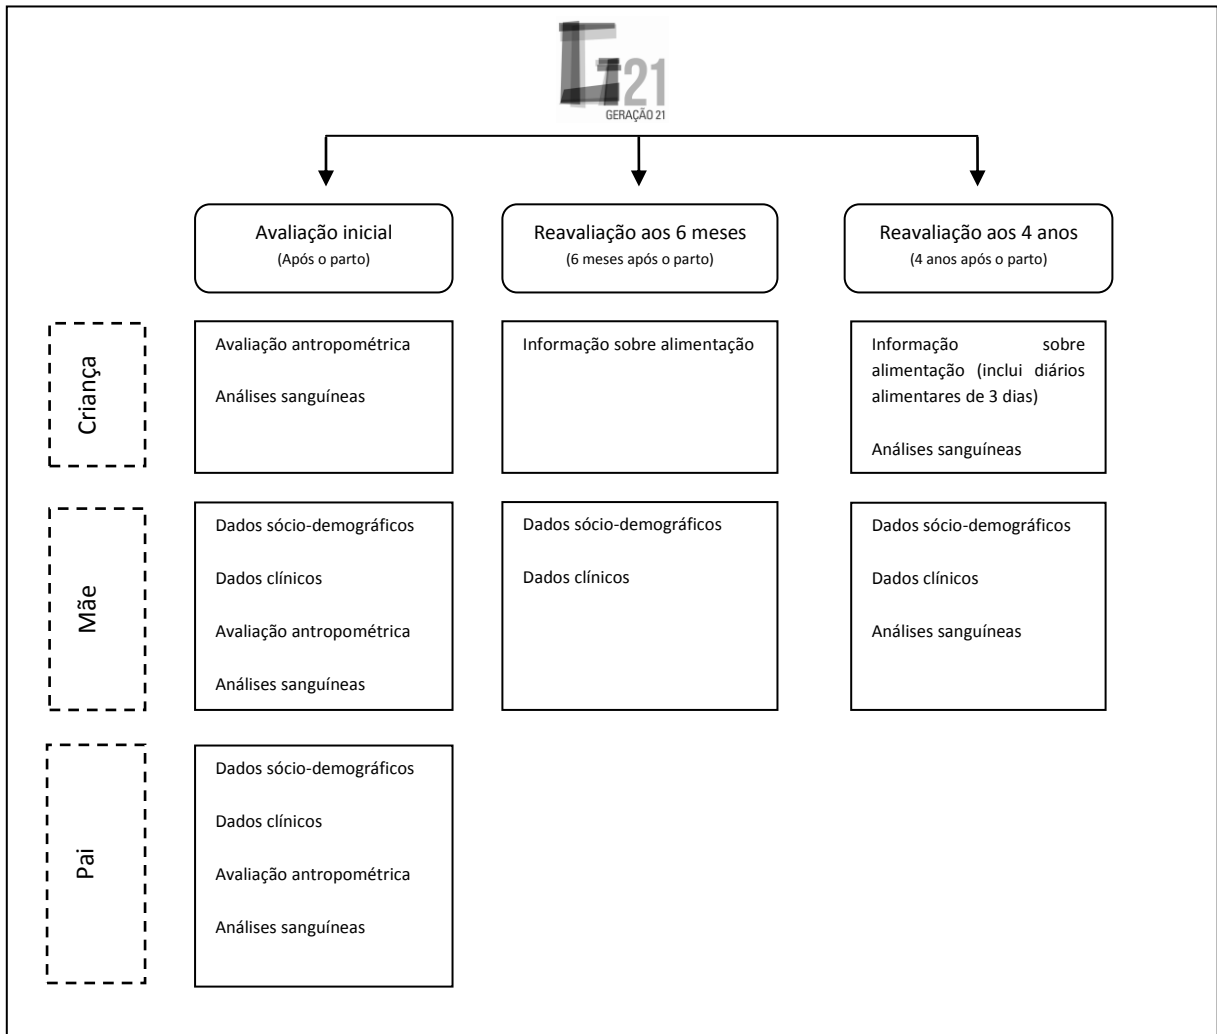 G21
GERAÇÃO 21
Avaliação inicial
(Após o parto)
Reavaliação aos 6 meses
(6 meses após o parto)
Reavaliação aos 4 anos
(4 anos após o parto)
Criança
Avaliação antropométrica
Análises sanguíneas
Informação sobre alimentação
Informação sobre
alimentação (inclui diários
alimentares de 3 dias)
Análises sanguíneas
Mãe
Dados sócio-demográficos
Dados clínicos
Avaliação antropométrica
Análises sanguíneas
Dados sócio-demográficos
Dados clínicos
Dados sócio-demográficos
Dados clínicos
Análises sanguíneas
Pai
Dados sócio-demográficos
Dados clínicos
Avaliação antropométrica
Análises sanguíneas